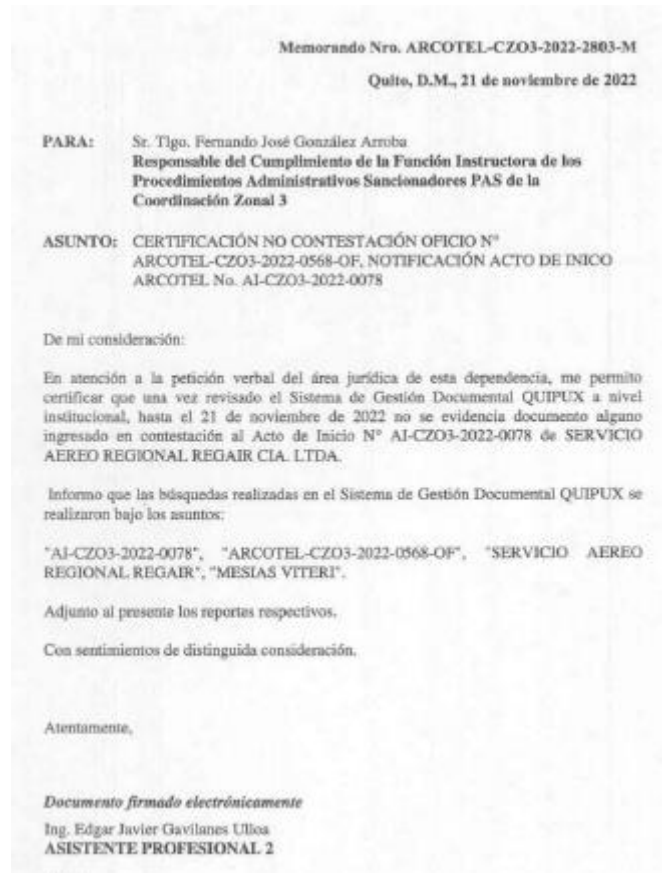 Memorando Nro. ARCOTEL-CZO3-2022-2803-M
Quito, D.M., 21 de noviembre de 2022
PARA: Sr. Tlgo. Fernando José González Arroba
Responsable del Cumplimiento de la Función Instructora de los
Procedimientos Administrativos Sancionadores PAS de la
Coordinación Zonal 3
ASUNTO: CERTIFICACIÓN NO CONTESTACIÓN OFICIO N°
ARCOTEL-CZO3-2022-0568-OF, NOTIFICACIÓN ACTO DE INICO
ARCOTEL No. AI-CZO3-2022-0078
De mi consideración:
En atención a la petición verbal del área jurídica de esta dependencia, me permito
certificar que una vez revisado el Sistema de Gestión Documental QUIPUX a nivel
institucional, hasta el 21 de noviembre de 2022 no se evidencia documento alguno
ingresado en contestación al Acto de Inicio N° AI-CZO3-2022-0078 de SERVICIO
AEREO REGIONAL REGAIR CIA. LTDA.
Informo que las búsquedas realizadas en el Sistema de Gestión Documental QUIPUX se
realizaron bajo los asuntos:
"AI-CZO3-2022-0078", "ARCOTEL-CZO3-2022-0568-OF", "SERVICIO AEREO
REGIONAL REGAIR", "MESIAS VITERI".
Adjunto al presente los reportes respectivos.
Con sentimientos de distinguida consideración.
Atentamente,
Documento firmado electrónicamente
Ing. Edgar Javier Gavilanes Ulloa
ASISTENTE PROFESIONAL 2